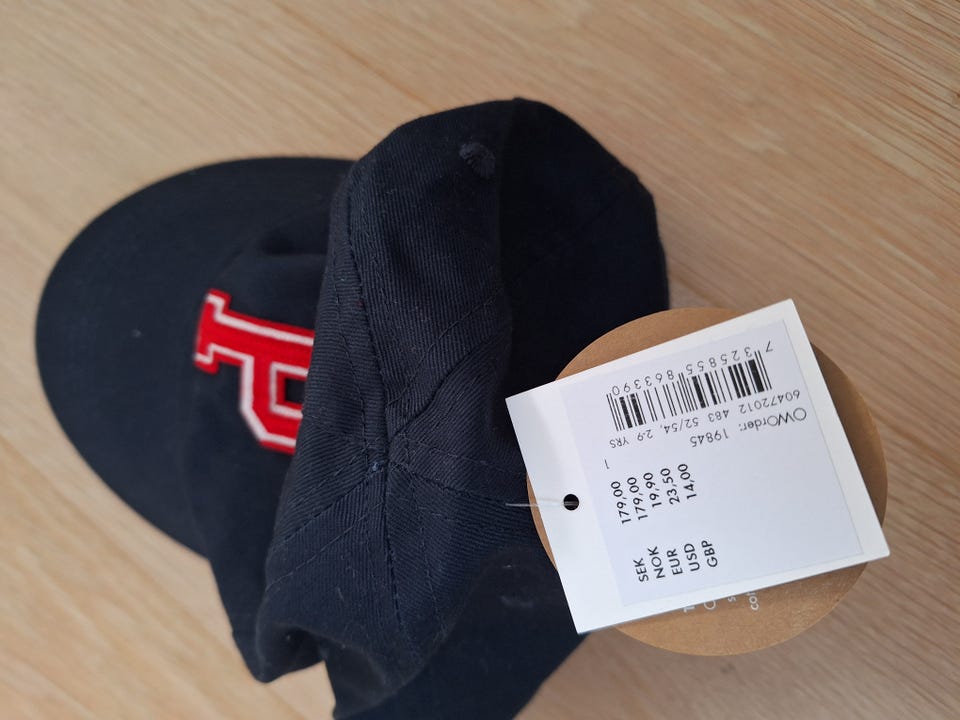 P
7 325855 863390
60472012 483 52/54, 2-9 YRS
OWOrder: 19845
1
SEK 179,00
NOK 179,00
EUR 19,90
USD 23,50
GBP 14,00